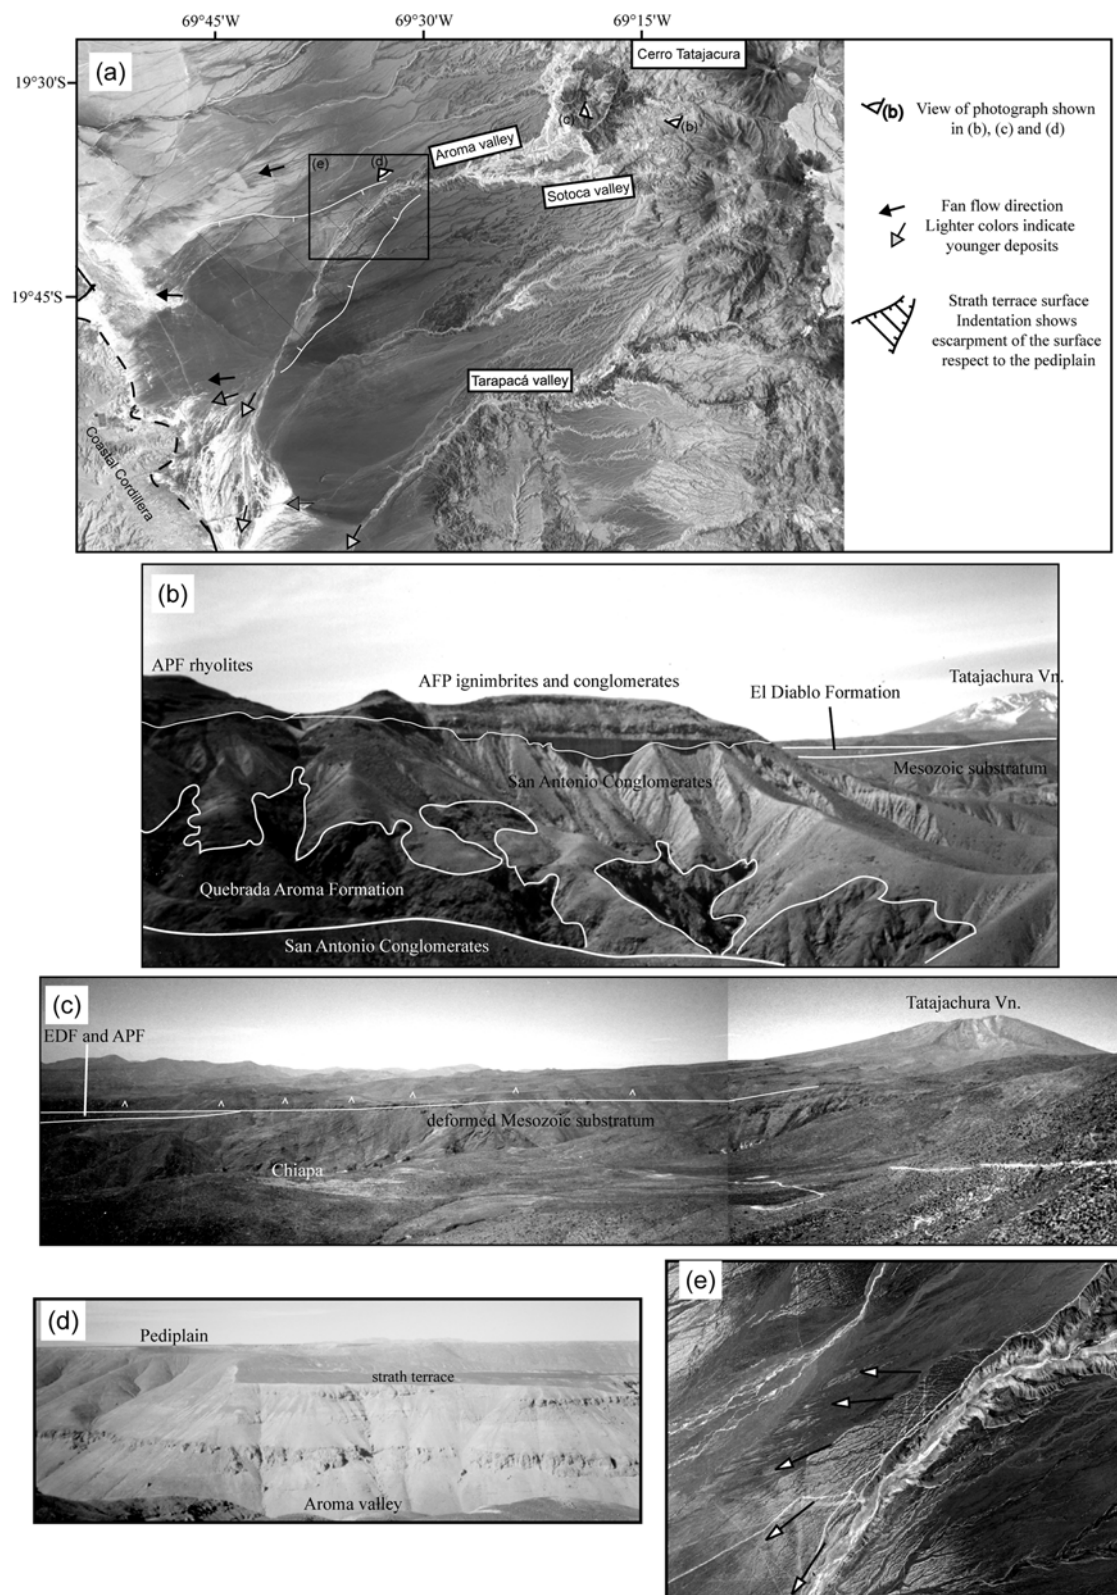 69°45'W
69°30'W
69°15'W
(a)
Cerro Tatajacura
19°30'S
(c)
(b)
(b)
View of photograph shown
in (b), (c) and (d)
Aroma valley
(e)
(d)
Sotoca valley
Fan flow direction
Lighter colors indicate
younger deposits
19°45'S
Strath terrace surface
Indentation shows
escarpment of the surface
respect to the pediplain
Tarapacá valley
Coastal Cordillera
(b)
APF rhyolites
AFP ignimbrites and conglomerates
Tatajachura Vn.
El Diablo Formation
Mesozoic substratum
San Antonio Conglomerates
Quebrada Aroma Formation
San Antonio Conglomerates
(c)
Tatajachura Vn.
EDF and APF
deformed Mesozoic substratum
Chiapa
(d)
Pediplain
strath terrace
Aroma valley
(e)